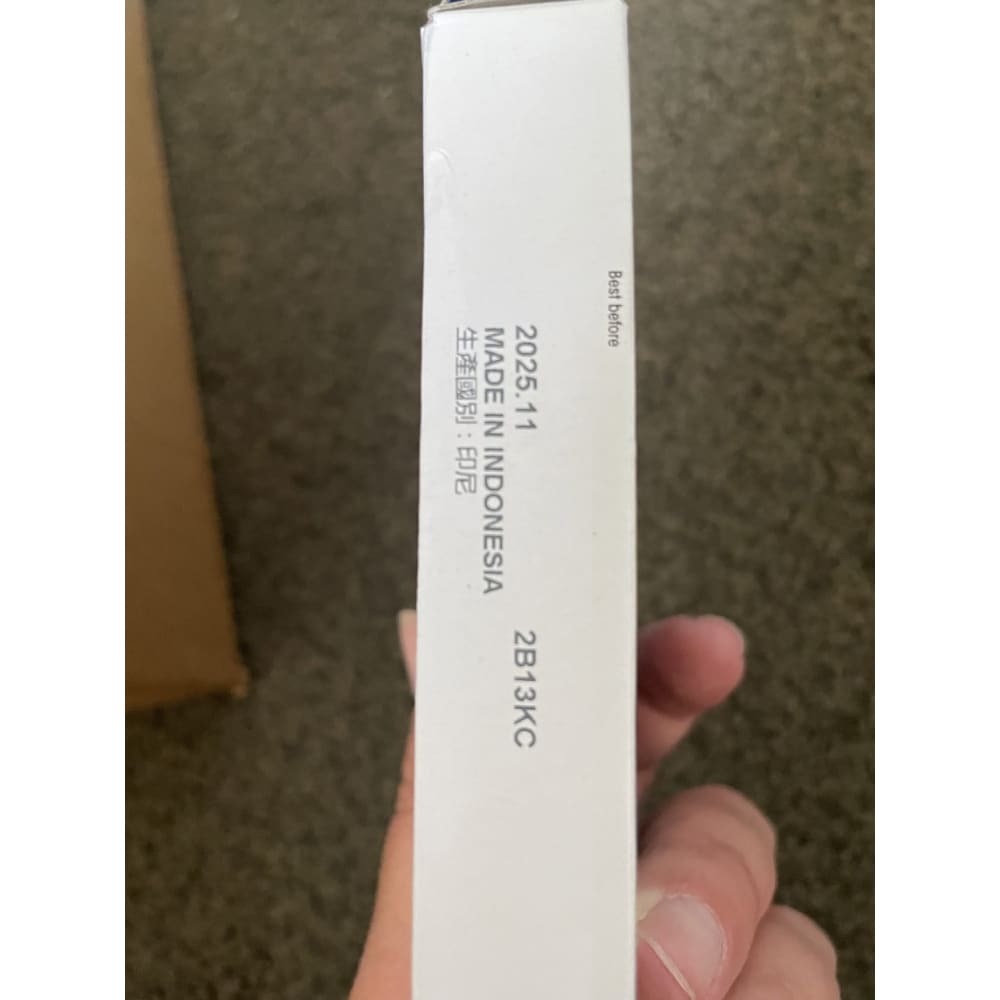 Best before
2025.11 2B13KC
MADE IN INDONESIA
生產國別：印尼